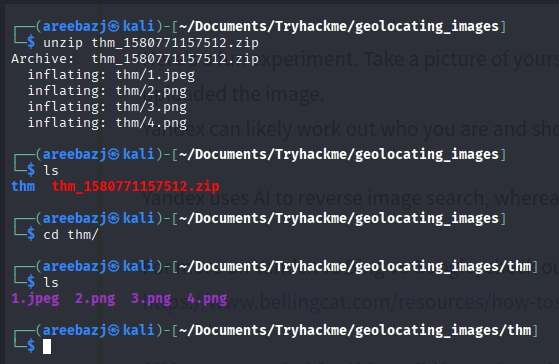 ┌──(areebazj㉿kali)-[~/Documents/Tryhackme/geolocating_images]
└─$ unzip thm_1580771157512.zip
Archive:  thm_1580771157512.zip
  inflating: thm/1.jpeg
  inflating: thm/2.png
  inflating: thm/3.png
  inflating: thm/4.png
┌──(areebazj㉿kali)-[~/Documents/Tryhackme/geolocating_images]
└─$ ls
thm  thm_1580771157512.zip
┌──(areebazj㉿kali)-[~/Documents/Tryhackme/geolocating_images]
└─$ cd thm/
┌──(areebazj㉿kali)-[~/Documents/Tryhackme/geolocating_images/thm]
└─$ ls
1.jpeg  2.png  3.png  4.png
┌──(areebazj㉿kali)-[~/Documents/Tryhackme/geolocating_images/thm]
└─$
experiment. Take a picture of yours
the image.
Yandex can likely work out who you are and sho
Yandex uses AI to reverse image search, wherea
www.bellingcat.com/resources/how-tos